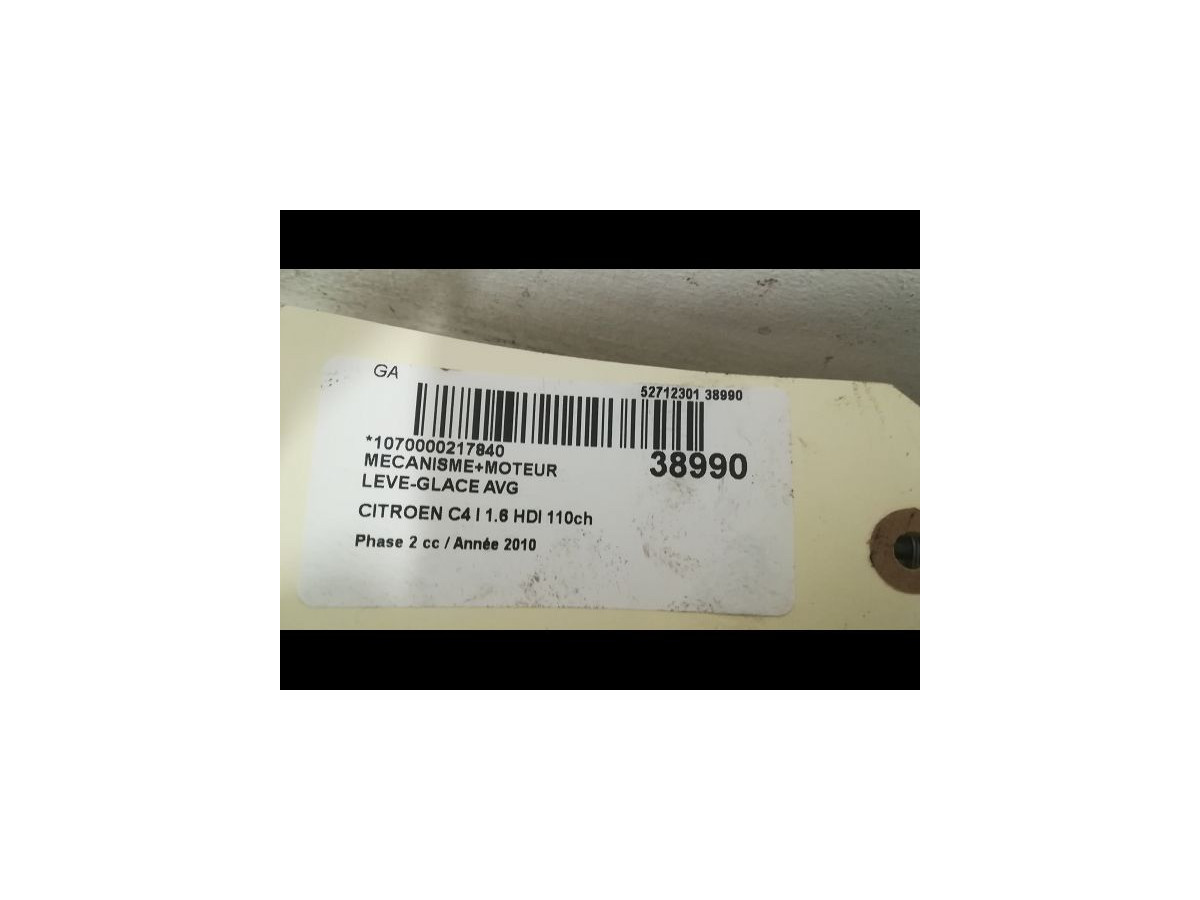 GA
52712301 38990
*1070000217840
38990
MECANISME+MOTEUR
LEVE-GLACE AVG
CITROEN C4 I 1.6 HDI 110ch
Phase 2 cc / Année 2010